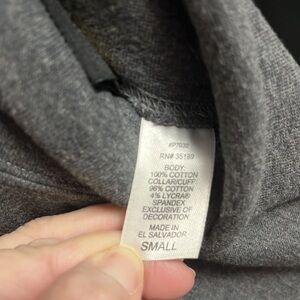 RN# 35189
BODY:
100% COTTON
COLLAR/CUFF:
96% COTTON
4% LYCRA®
SPANDEX
EXCLUSIVE OF
DECORATION
MADE IN
EL SALVADOR
SMALL